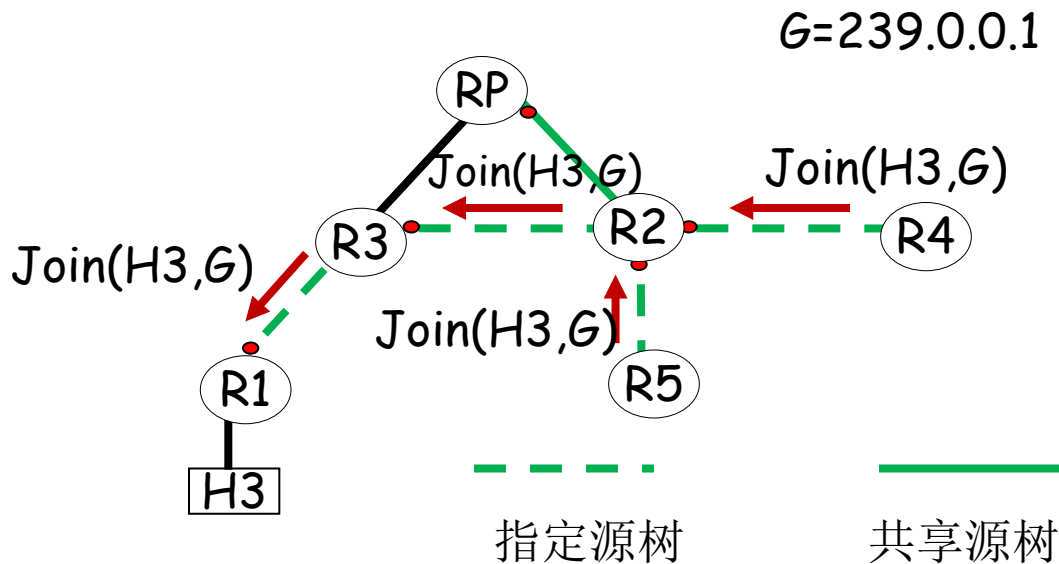 G=239.0.0.1
RP
Join(H3,G)
Join(H3,G)
R3
R2
R4
Join(H3,G)
Join(H3,G)
R1
R5
H3
指定源树
共享源树